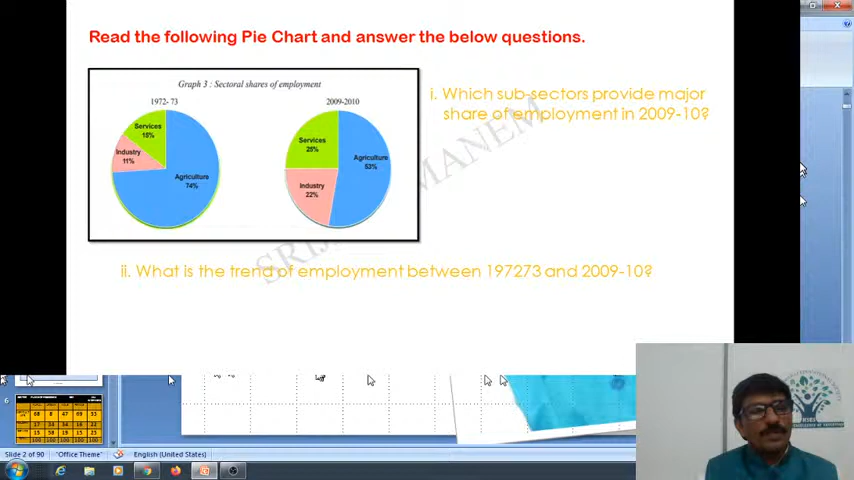 Read the following Pie Chart and answer the below questions.
Graph 3 : Sectoral shares of employment
1972- 73
2009-2010
Services
15%
Industry
11%
Agriculture
74%
Services
25%
Agriculture
53%
Industry
22%
i. Which sub-sectors provide major
share of employment in 2009-10?
MANEM
ii. What is the trend of employment between 197273 and 2009-10?
6
Slide 2 of 90
"Office Theme"
English (United States)